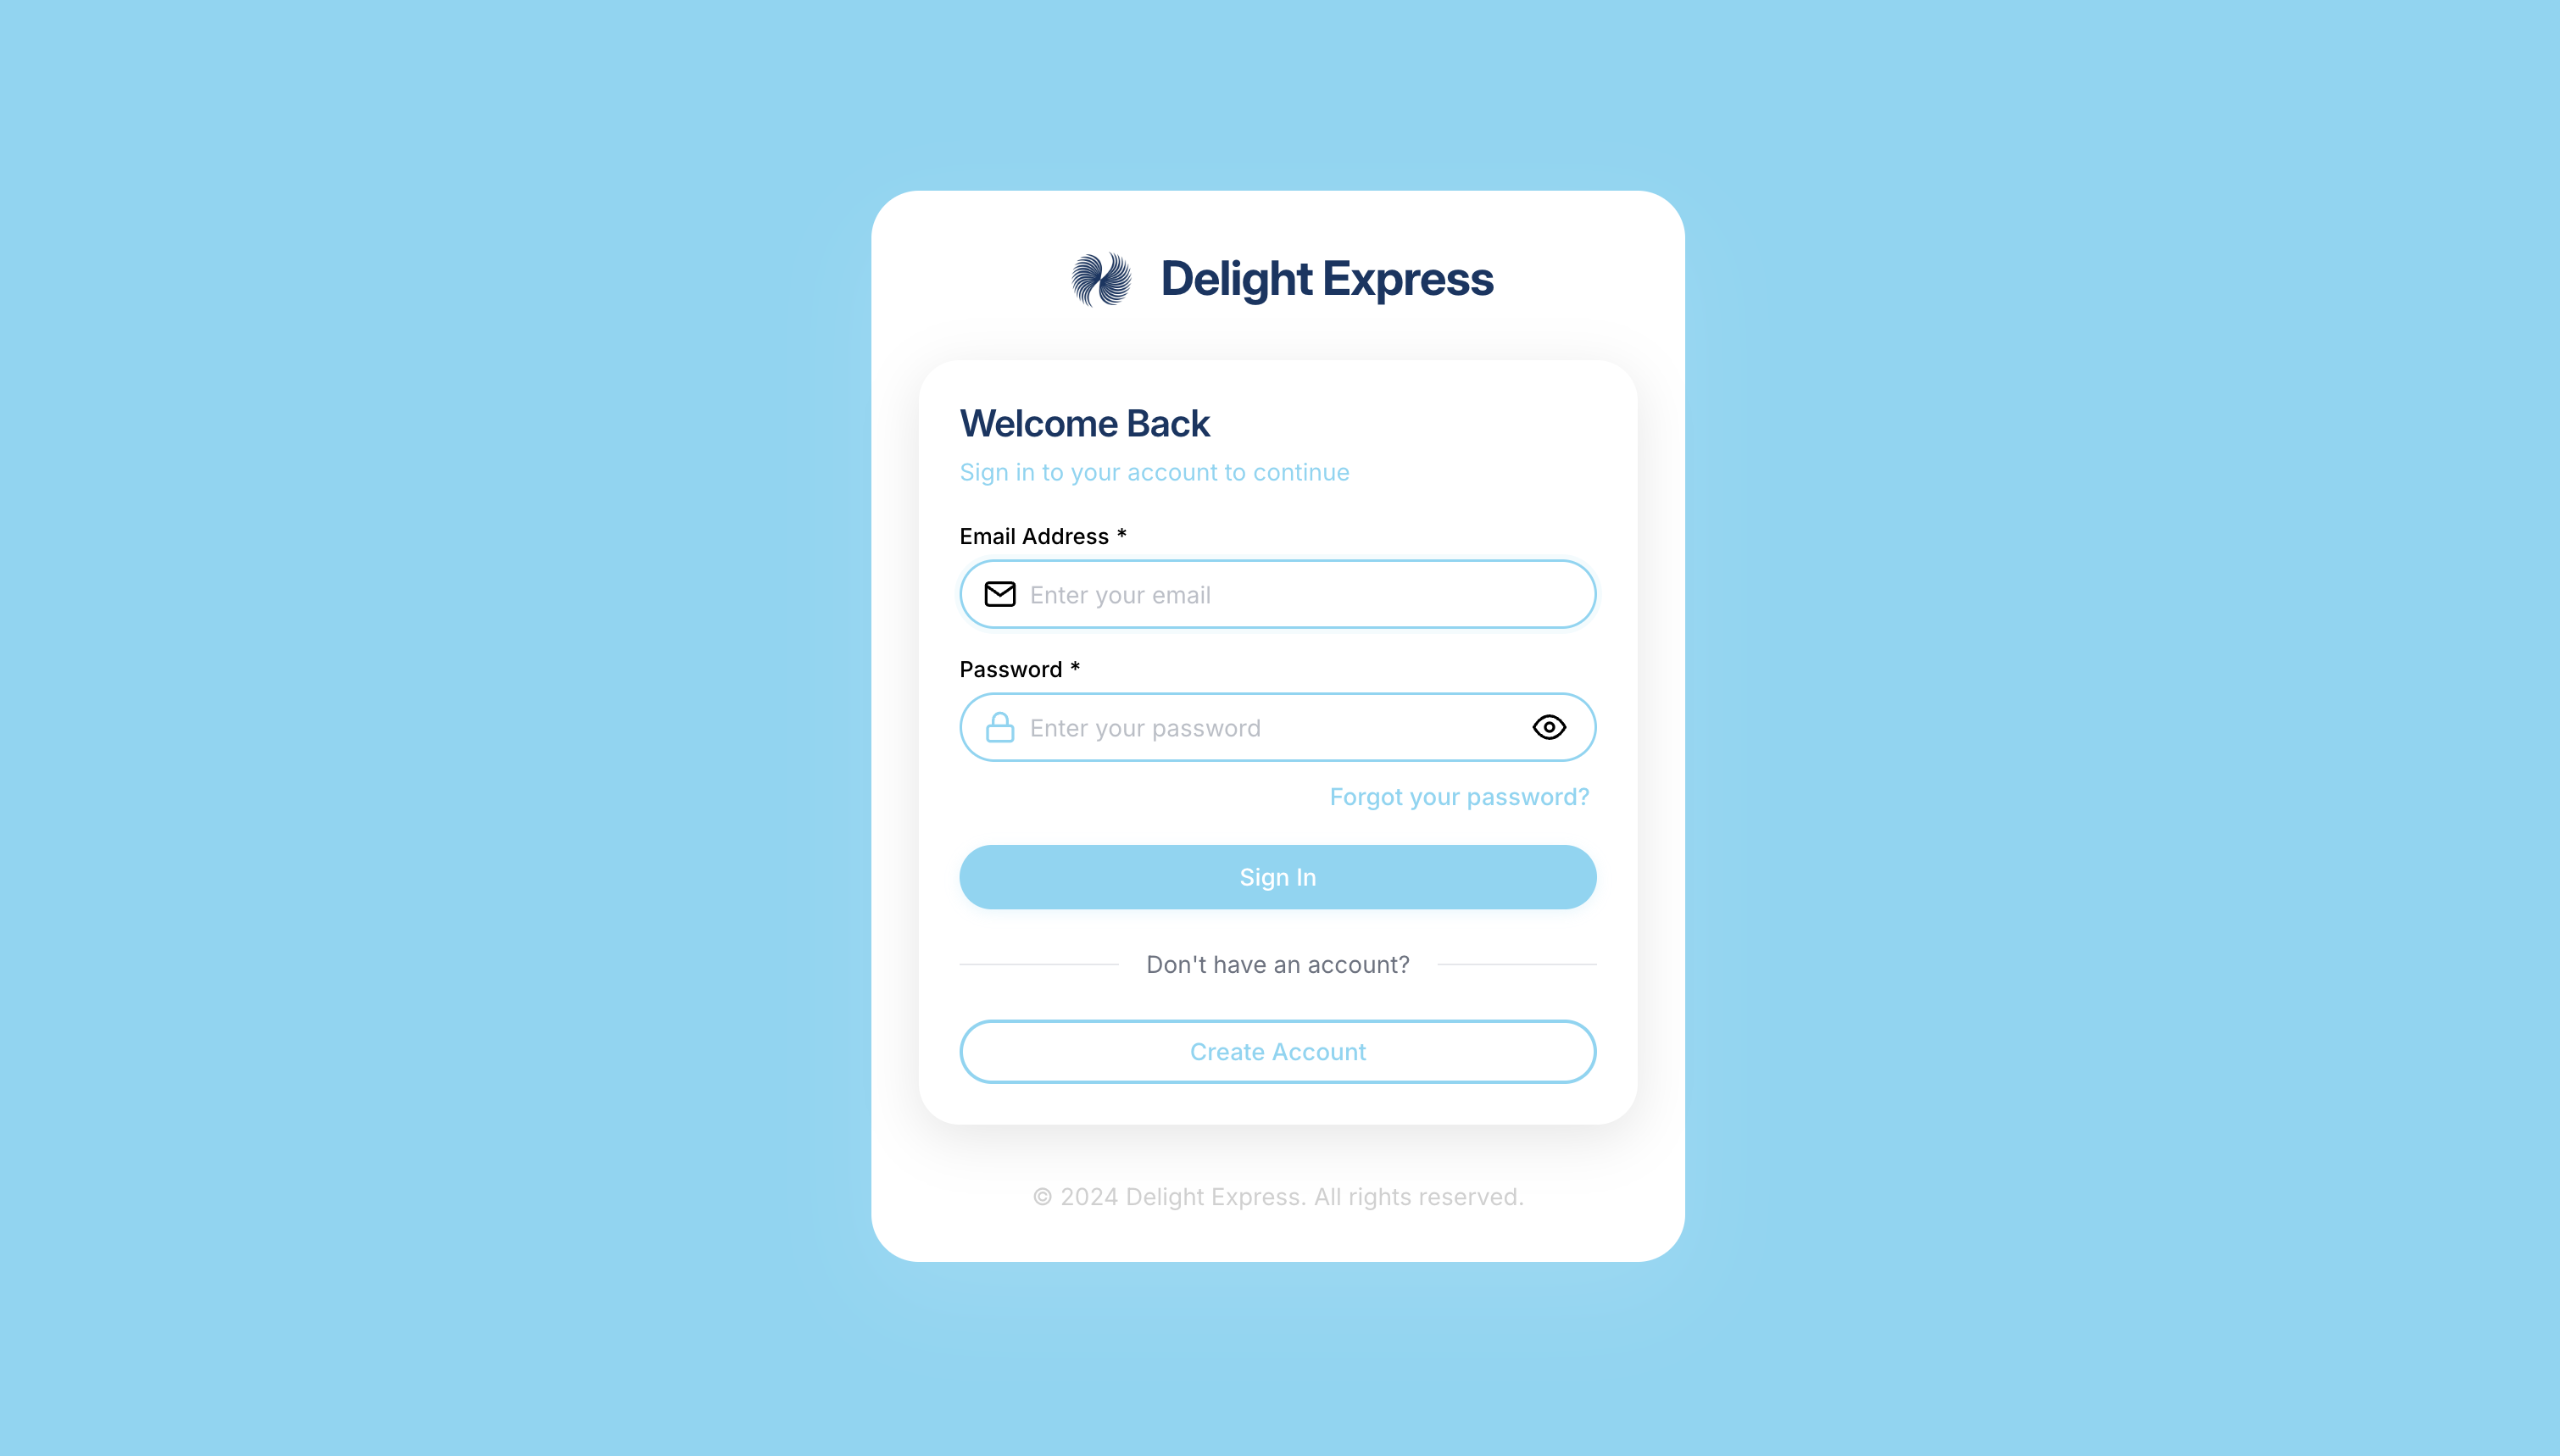 Delight Express
Welcome Back
Sign in to your account to continue
Email Address *
Enter your email
Password *
Enter your password
Forgot your password?
Sign In
Don't have an account?
Create Account
© 2024 Delight Express. All rights reserved.